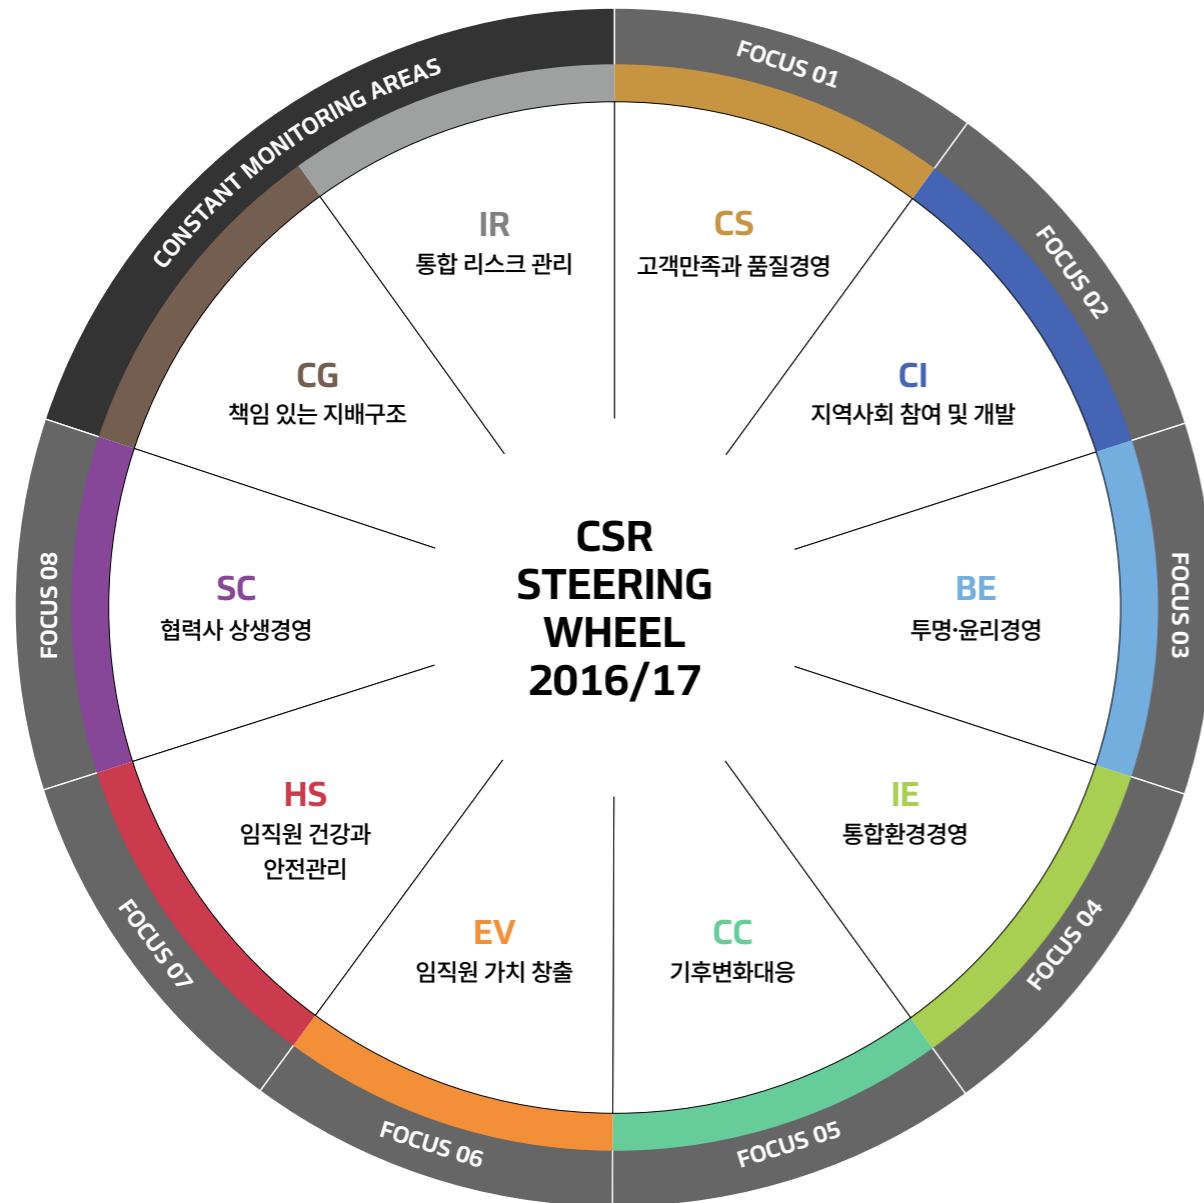 CONSTANT MONITORING AREAS
FOCUS 01
FOCUS 02
FOCUS 03
FOCUS 04
FOCUS 05
FOCUS 06
FOCUS 07
FOCUS 08
IR
통합 리스크 관리
CS
고객만족과 품질경영
CG
책임 있는 지배구조
CI
지역사회 참여 및 개발
CSR
STEERING
WHEEL
2016/17
SC
협력사 상생경영
BE
투명·윤리경영
HS
임직원 건강과
안전관리
IE
통합환경경영
EV
임직원 가치 창출
CC
기후변화대응